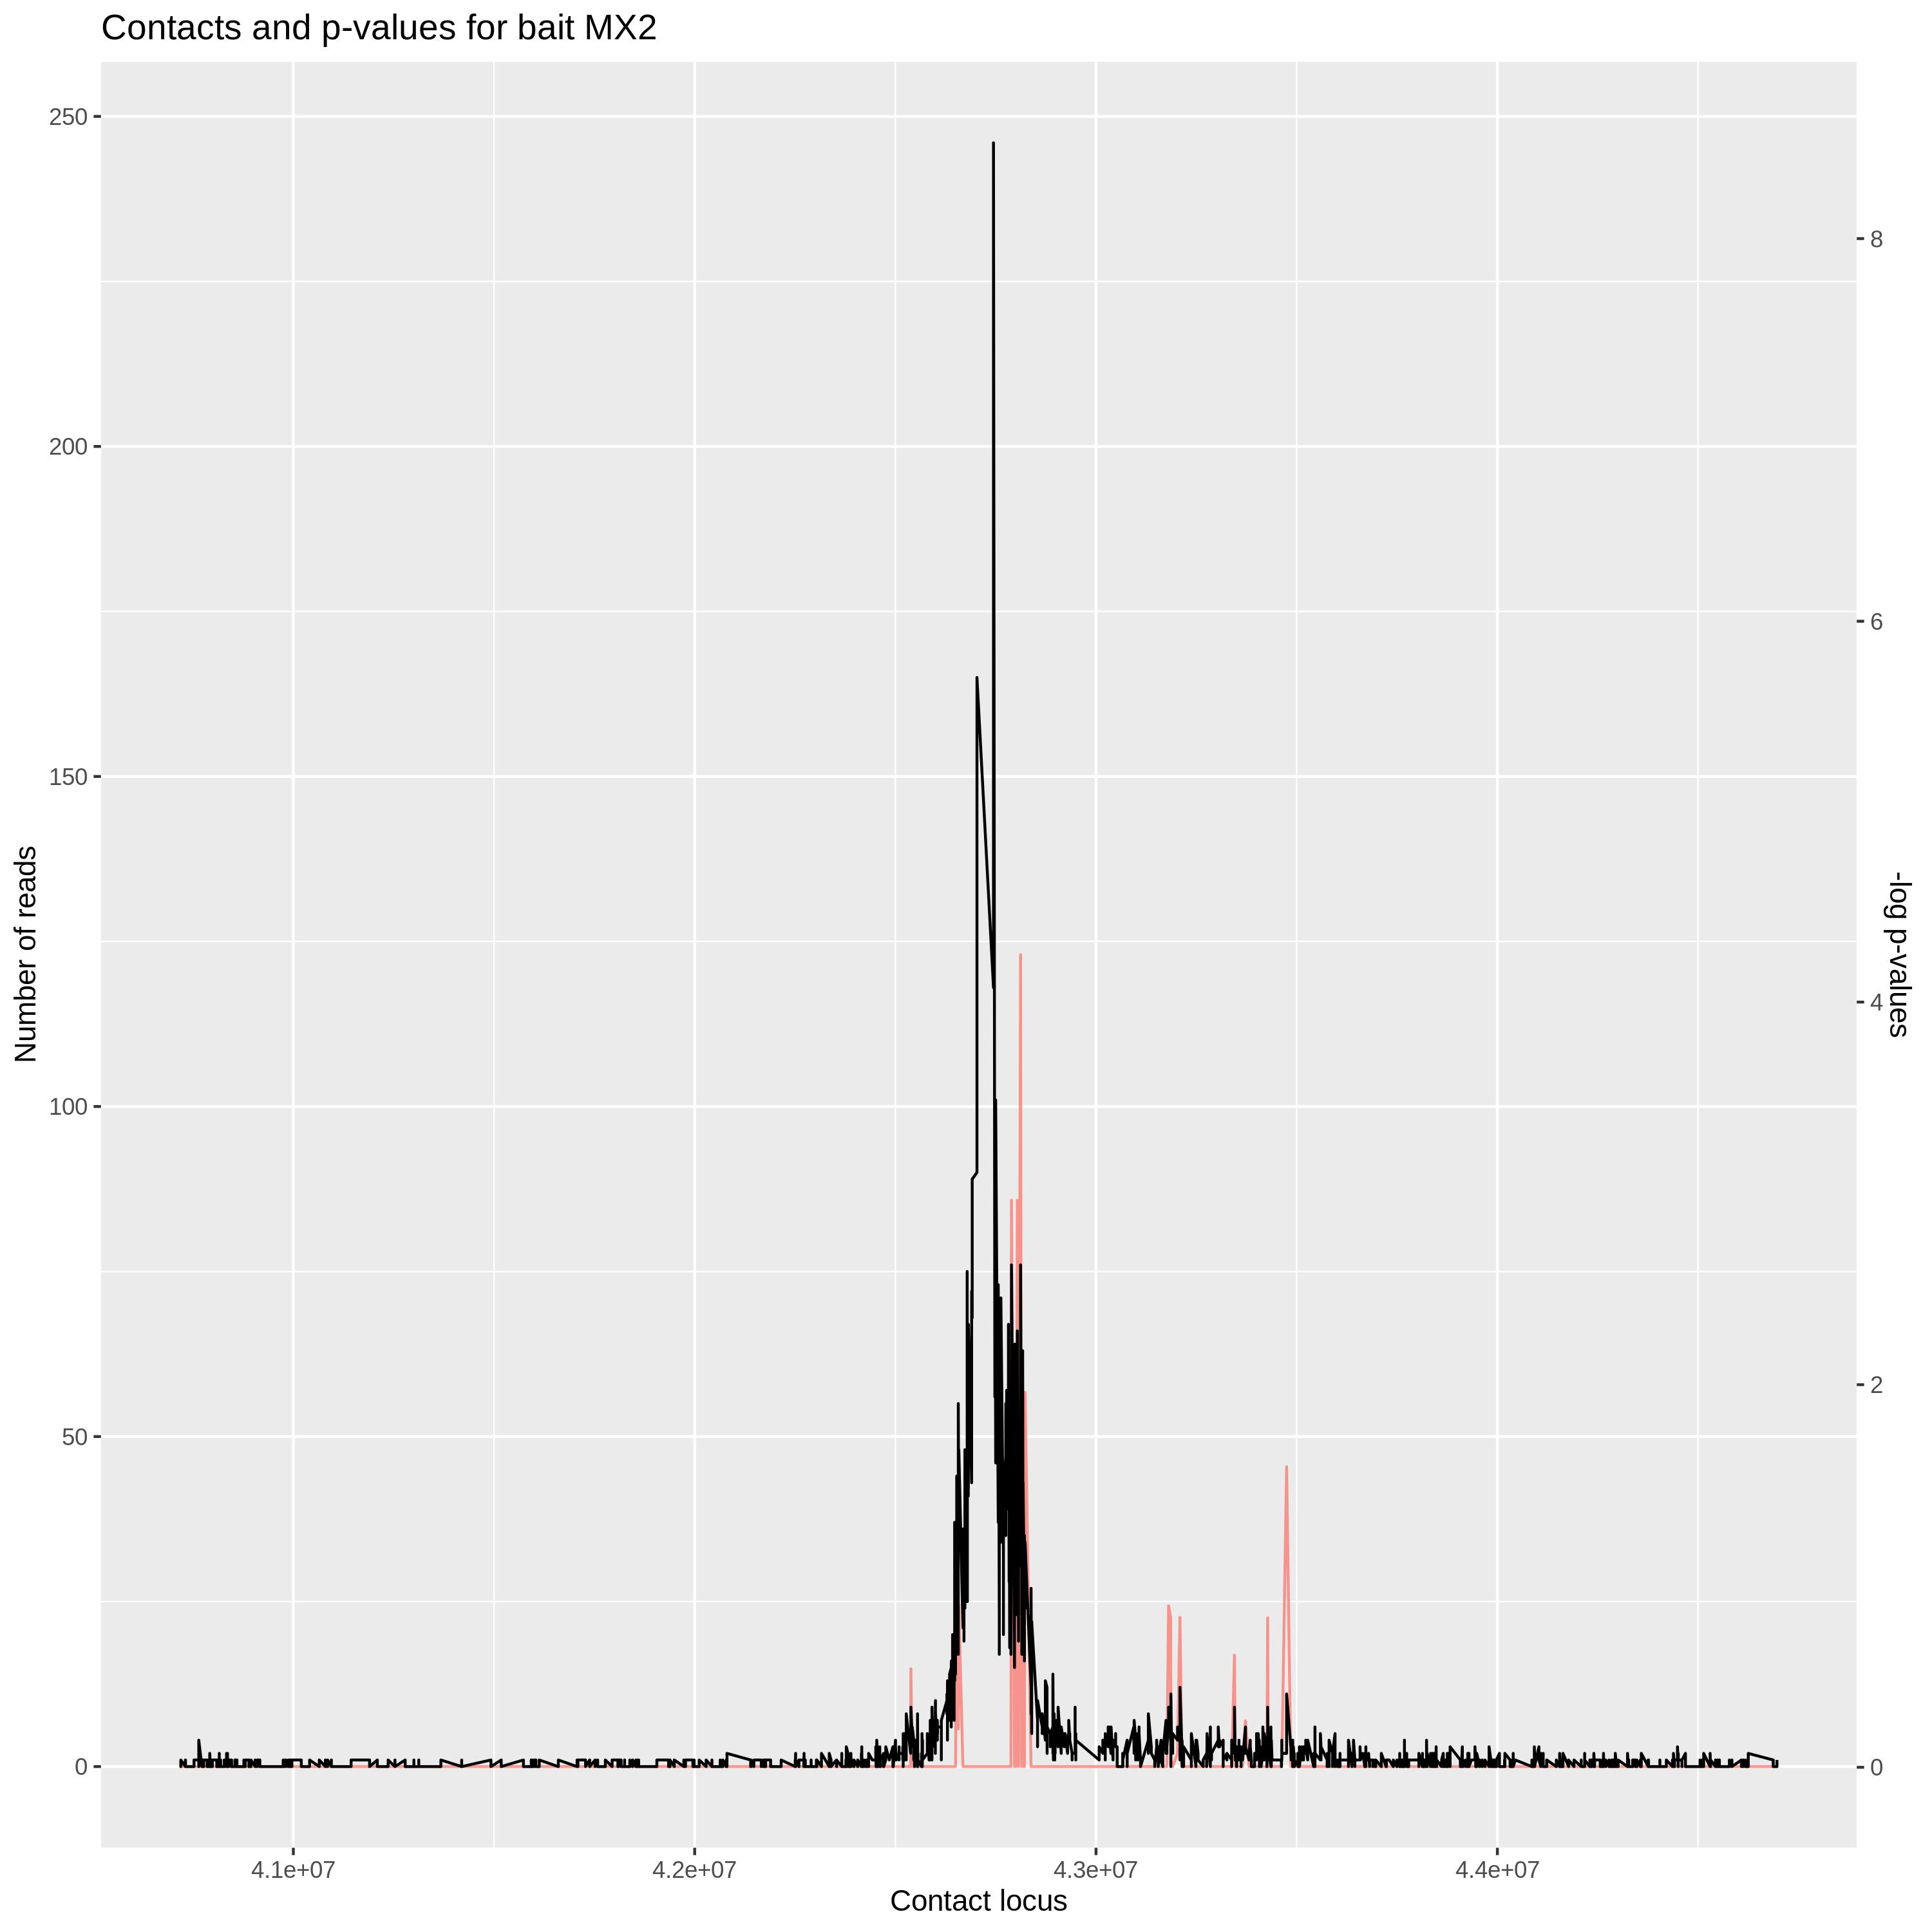 Contacts and p-values for bait MX2
250
200
150
100
50
0
Number of reads
8
6
4
2
0
-log p-values
4.1e+07 4.2e+07 4.3e+07 4.4e+07
Contact locus